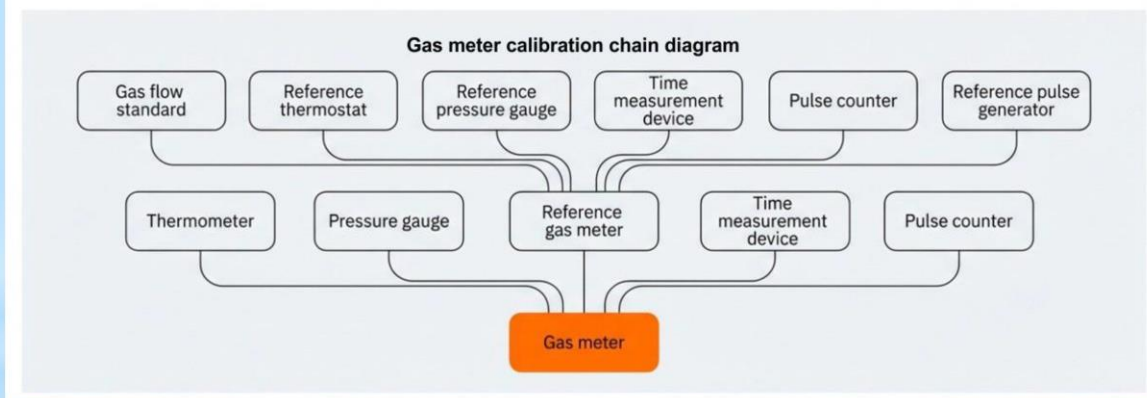 Gas meter calibration chain diagram
Gas flow
standard
Reference
thermostat
Reference
pressure gauge
Time
measurement
device
Pulse counter
Reference pulse
generator
Thermometer
Pressure gauge
Reference
gas meter
Time
measurement
device
Pulse counter
Gas meter